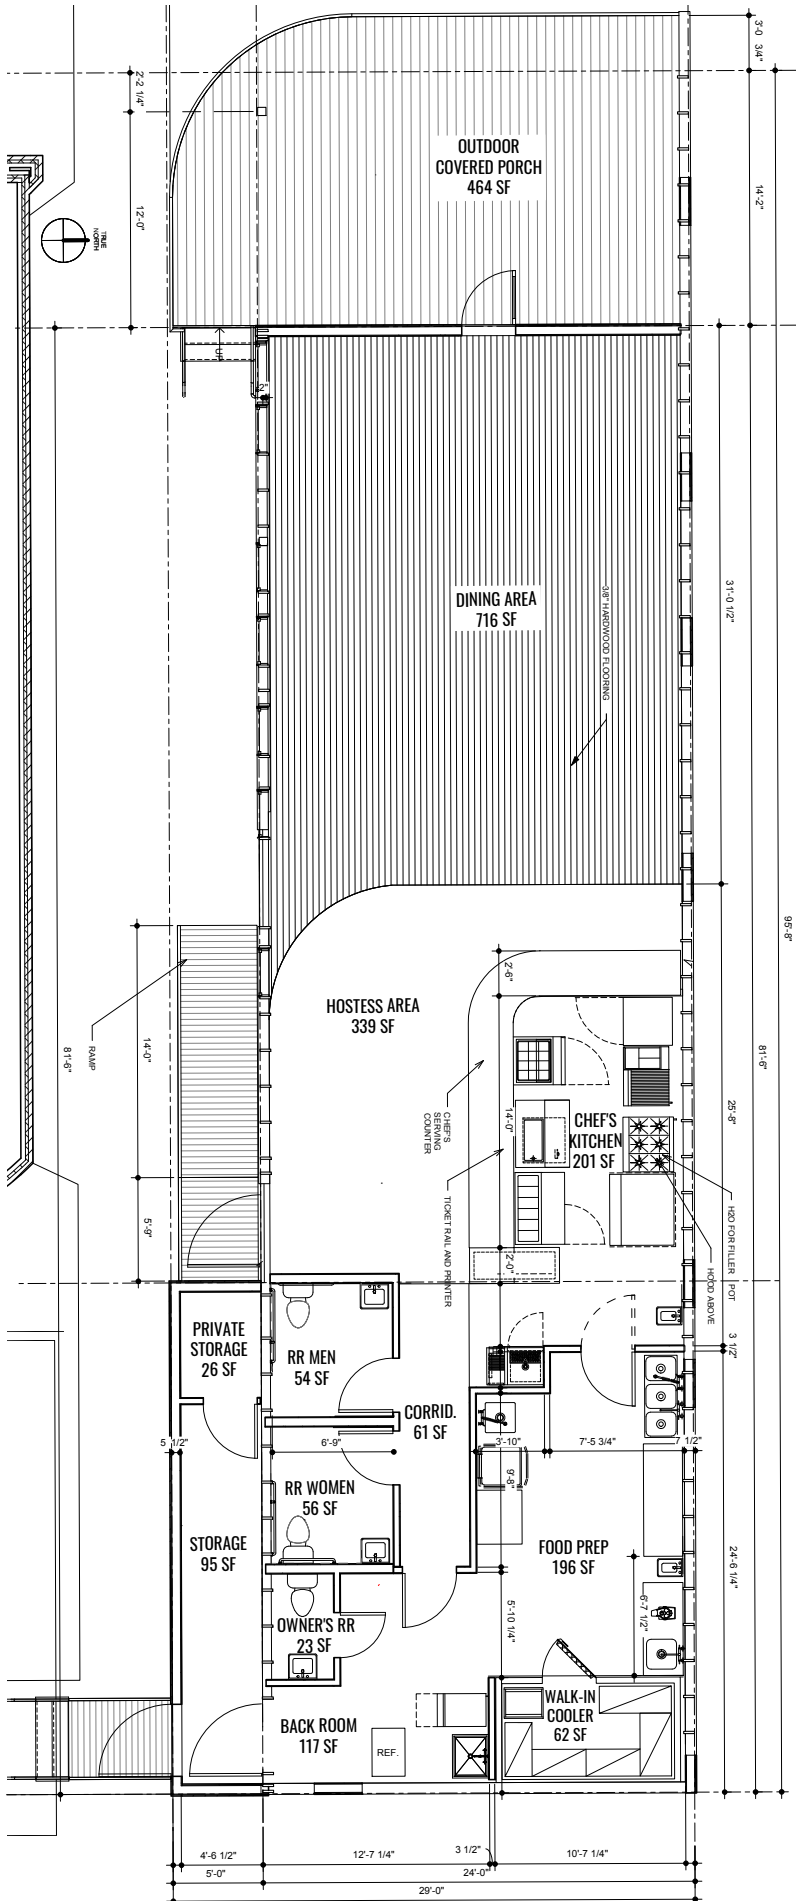 3'-0 3/4"
2'-2 1/4"
OUTDOOR
COVERED PORCH
464 SF
14'-2"
12'-0"
TRUE
NORTH
UP
2"
31'-0 1/2"
3/8" HARDWOOD FLOORING
DINING AREA
716 SF
95'-8"
2'-6"
HOSTESS AREA
339 SF
81'-6"
81'-6"
RAMP
14'-0"
CHEF'S
SERVING
COUNTER
14'-0"
CHEF'S
KITCHEN
201 SF
25'-8"
TICKET RAIL AND PRINTER
H2O FOR FILLER POT
HOOD ABOVE
5'-9"
2'-0"
PRIVATE
STORAGE
26 SF
RR MEN
54 SF
3 1/2"
CORRID.
61 SF
5 1/2"
6'-9"
3'-10"
7'-5 3/4"
7 1/2"
9'-8"
RR WOMEN
56 SF
STORAGE
95 SF
FOOD PREP
196 SF
24'-6 1/4"
5'-10 1/4"
6'-7 1/2"
OWNER'S RR
23 SF
WALK-IN
COOLER
62 SF
BACK ROOM
117 SF
REF.
4'-6 1/2"
12'-7 1/4"
3 1/2"
10'-7 1/4"
5'-0"
24'-0"
29'-0"